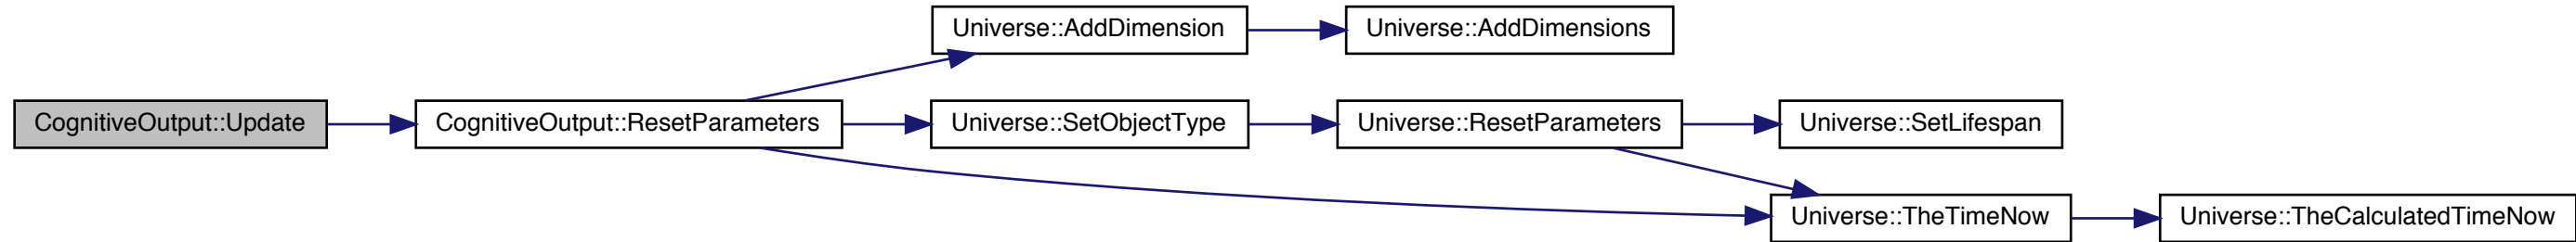 Universe::AddDimension
Universe::AddDimensions
CognitiveOutput::Update
CognitiveOutput::ResetParameters
Universe::SetObjectType
Universe::ResetParameters
Universe::SetLifespan
Universe::TheTimeNow
Universe::TheCalculatedTimeNow